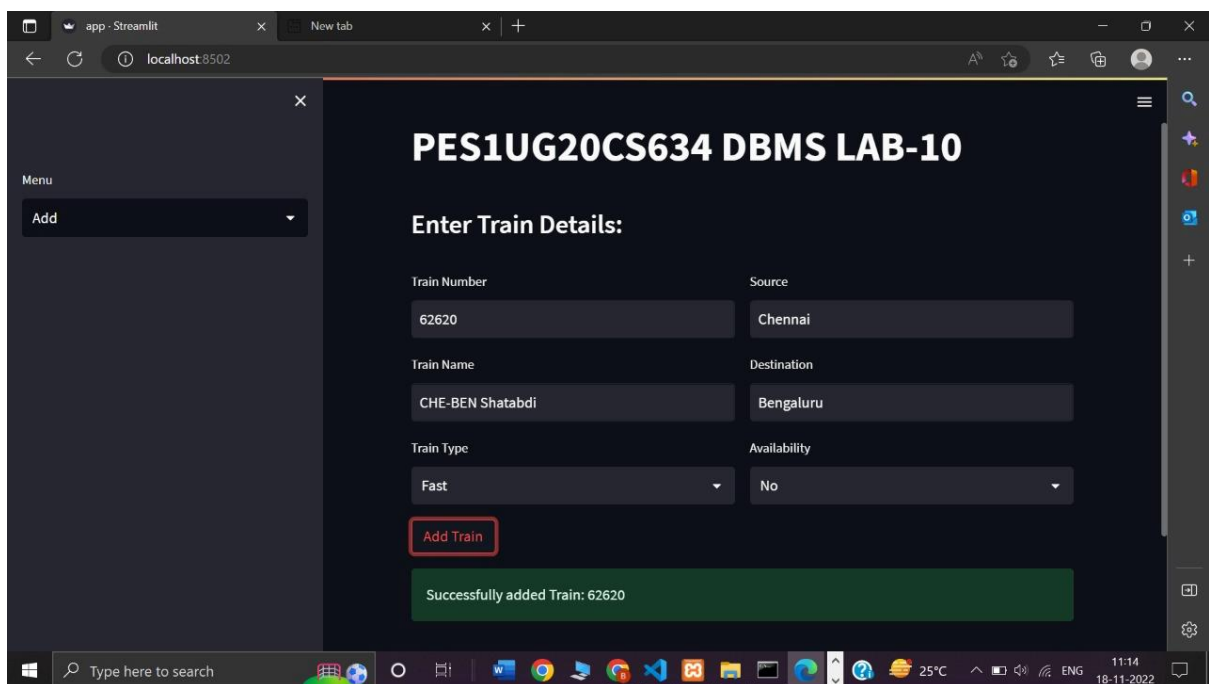 app · Streamlit
New tab
localhost:8502
Menu
Add
PES1UG20CS634 DBMS LAB-10
Enter Train Details:
Train Number
Source
62620
Chennai
Train Name
Destination
CHE-BEN Shatabdi
Bengaluru
Train Type
Availability
Fast
No
Add Train
Successfully added Train: 62620
Type here to search
25°C
ENG
11:14
18-11-2022